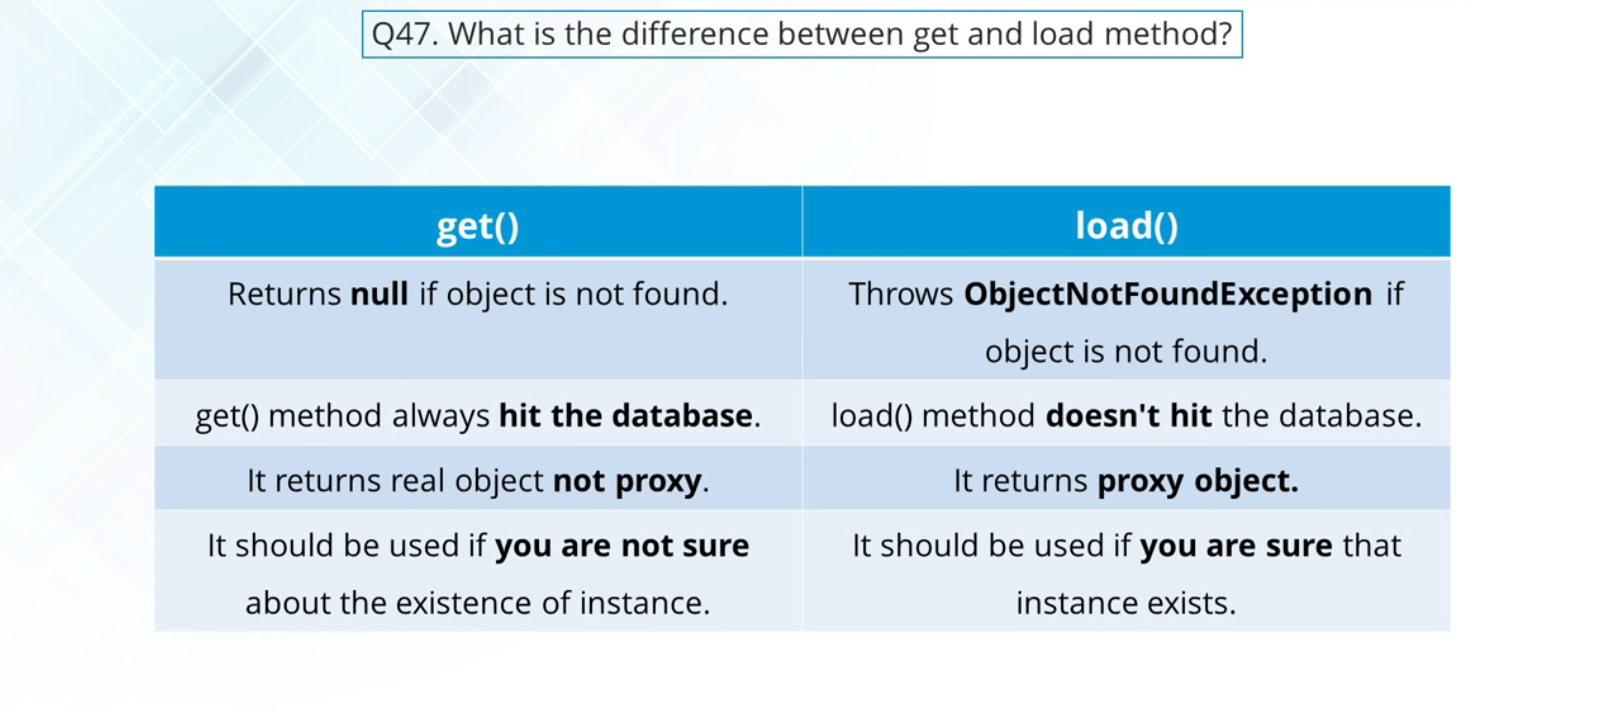 Q47. What is the difference between get and load method?
get()
load()
Returns null if object is not found.
Throws ObjectNotFoundException if
object is not found.
get() method always hit the database.
load() method doesn't hit the database.
It returns real object not proxy.
It returns proxy object.
It should be used if you are not sure
about the existence of instance.
It should be used if you are sure that
instance exists.